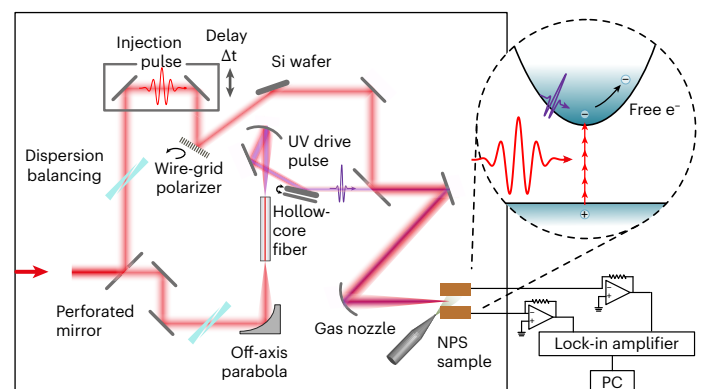 Injection
pulse
Delay
Δt
Si wafer
Free e⁻
−
−
+
UV drive
pulse
Dispersion
balancing
Wire-grid
polarizer
Hollow-
core
fiber
Perforated
mirror
Gas nozzle
Off-axis
parabola
NPS
sample
−
+
−
+
Lock-in amplifier
PC